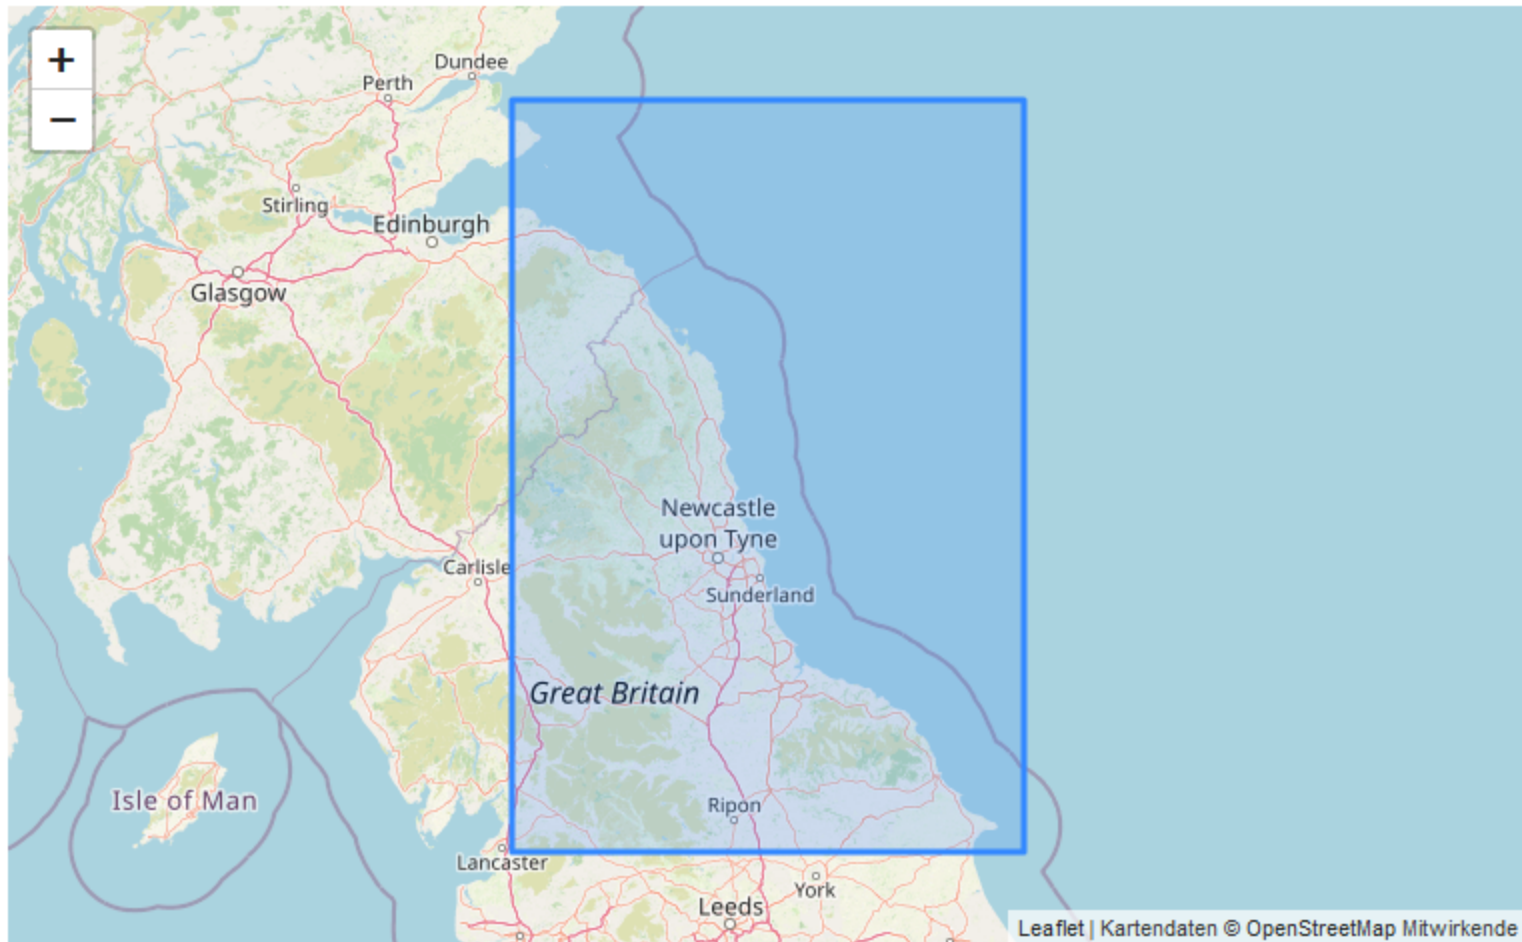 +
−
Dundee
Perth
Stirling
Edinburgh
Glasgow
Newcastle
upon Tyne
Carlisle
Sunderland
Great Britain
Isle of Man
Ripon
Lancaster
York
Leeds
Leaflet | Kartendaten © OpenStreetMap Mitwirkende